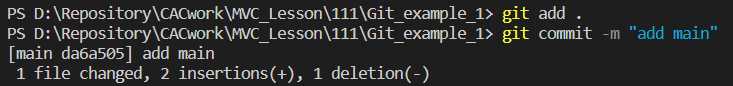 PS D:\Repository\CACwork\MVC_Lesson\111\Git_example_1> git add .
PS D:\Repository\CACwork\MVC_Lesson\111\Git_example_1> git commit -m "add main"
[main da6a505] add main
 1 file changed, 2 insertions(+), 1 deletion(-)